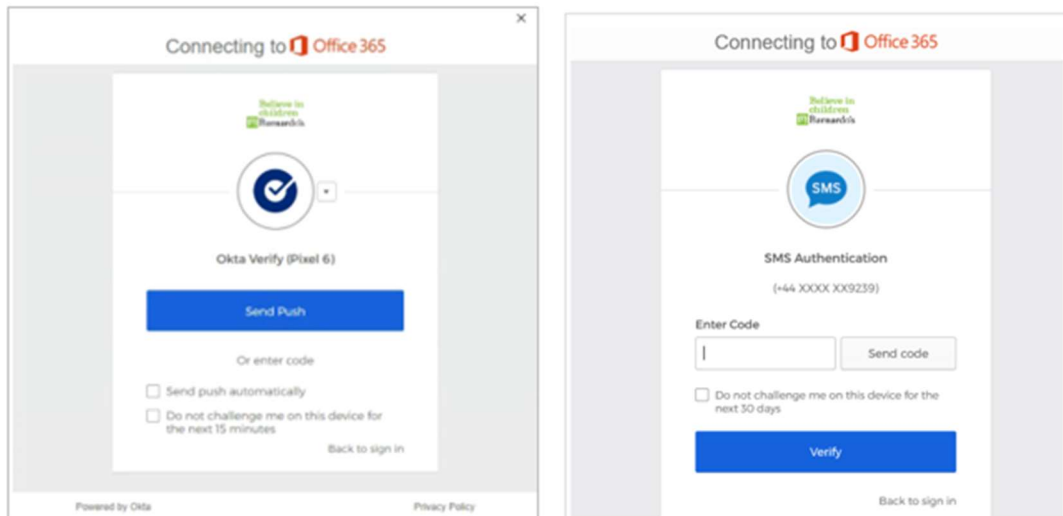 Connecting to Office 365
Believe in
children
Barnardo's
Okta Verify (Pixel 6)
Send Push
Or enter code
Send push automatically
Do not challenge me on this device for
the next 15 minutes
Back to sign in
Powered by Okta
Privacy Policy
Connecting to Office 365
Believe in
children
Barnardo's
SMS
SMS Authentication
(+44 XXXX XX9239)
Enter Code
Send code
Do not challenge me on this device for the
next 30 days
Verify
Back to sign in